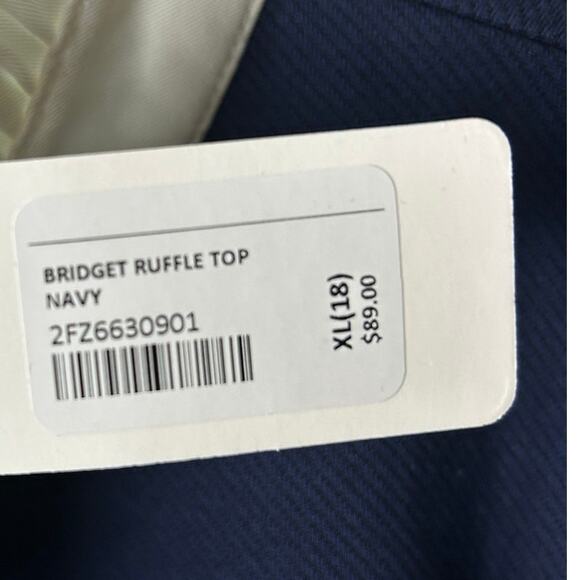 BRIDGET RUFFLE TOP
NAVY
2FZ6630901
XL(18)
$89.00